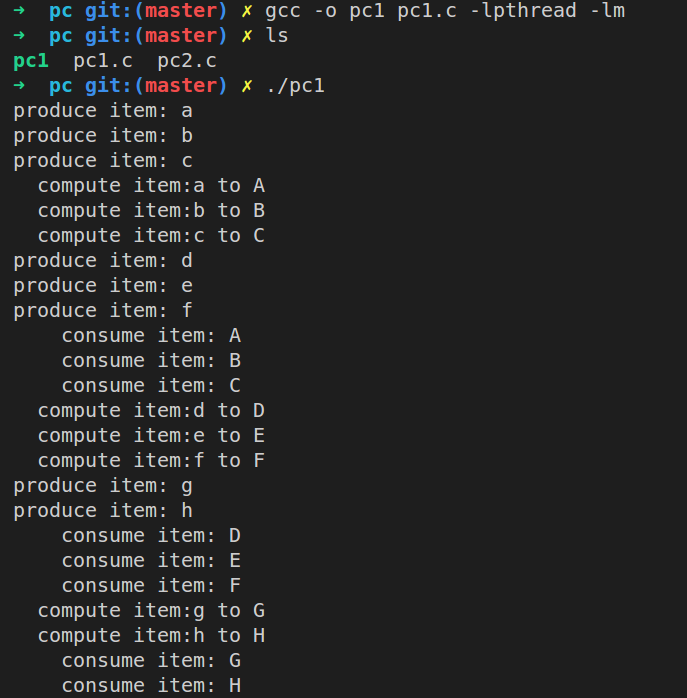 ➜  pc git:(master) ✗ gcc -o pc1 pc1.c -lpthread -lm
➜  pc git:(master) ✗ ls
pc1  pc1.c  pc2.c
➜  pc git:(master) ✗ ./pc1
produce item: a
produce item: b
produce item: c
  compute item:a to A
  compute item:b to B
  compute item:c to C
produce item: d
produce item: e
produce item: f
    consume item: A
    consume item: B
    consume item: C
  compute item:d to D
  compute item:e to E
  compute item:f to F
produce item: g
produce item: h
    consume item: D
    consume item: E
    consume item: F
  compute item:g to G
  compute item:h to H
    consume item: G
    consume item: H